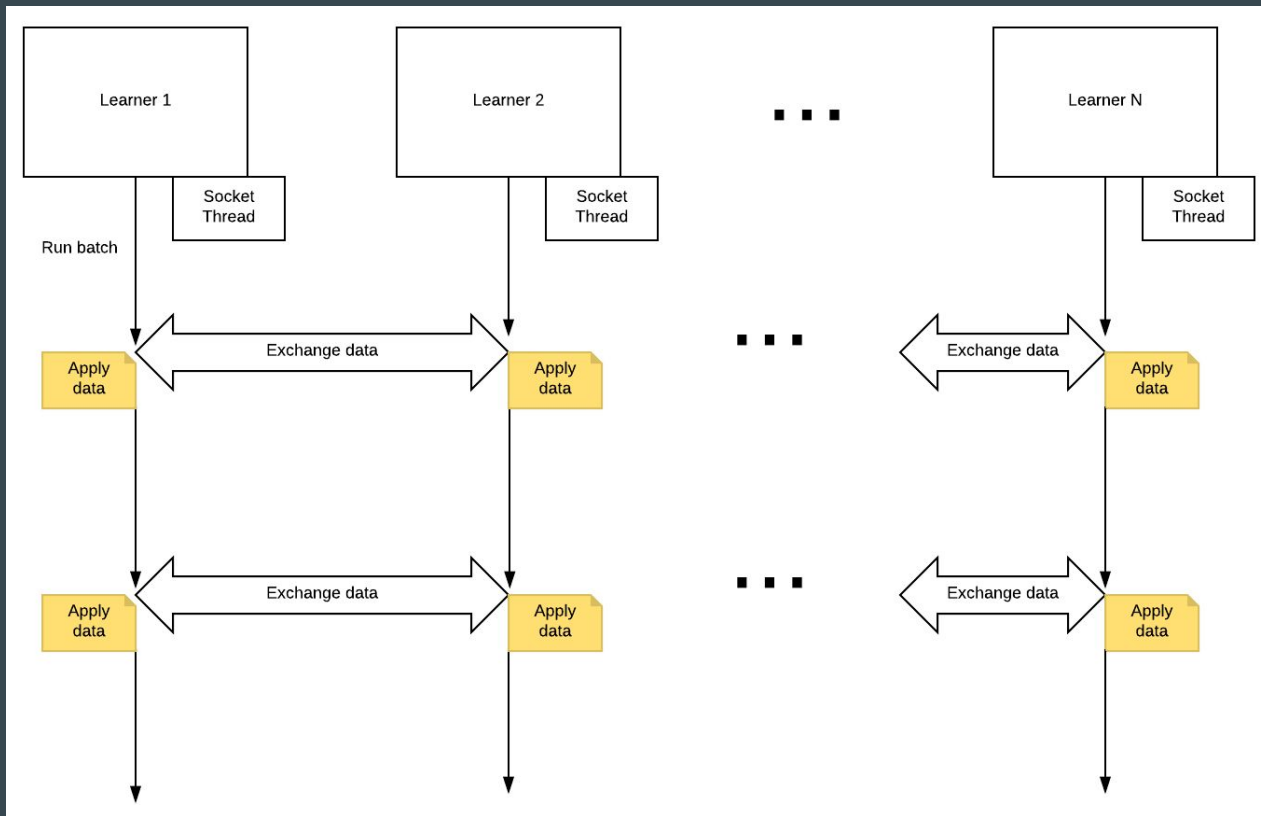 Learner 1
Learner 2
Learner N
Socket
Thread
Socket
Thread
Socket
Thread
Run batch
Exchange data
Exchange data
Apply
data
Apply
data
Apply
data
Exchange data
Exchange data
Apply
data
Apply
data
Apply
data